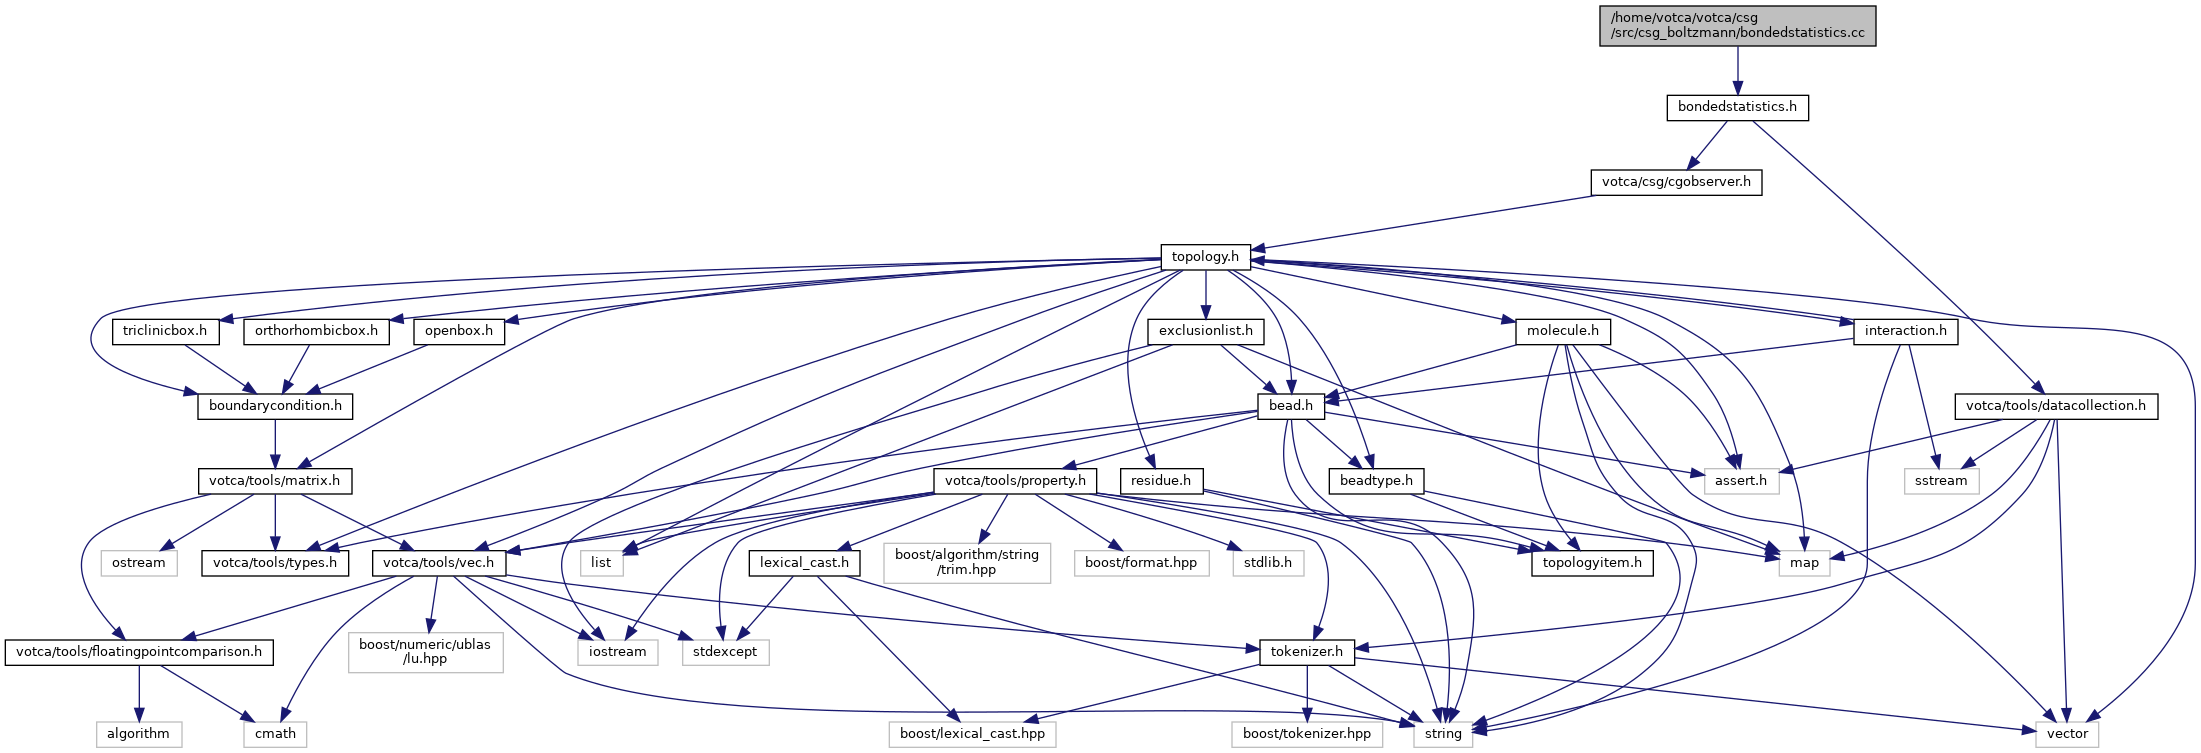 /home/votca/votca/csg
/src/csg_boltzmann/bondedstatistics.cc
bondedstatistics.h
votca/csg/cgobserver.h
topology.h
triclinicbox.h
orthorhombicbox.h
openbox.h
exclusionlist.h
molecule.h
interaction.h
boundarycondition.h
bead.h
votca/tools/datacollection.h
votca/tools/matrix.h
votca/tools/property.h
residue.h
beadtype.h
assert.h
sstream
ostream
votca/tools/types.h
votca/tools/vec.h
list
lexical_cast.h
boost/algorithm/string
/trim.hpp
boost/format.hpp
stdlib.h
topologyitem.h
map
votca/tools/floatingpointcomparison.h
boost/numeric/ublas
/lu.hpp
iostream
stdexcept
tokenizer.h
algorithm
cmath
boost/lexical_cast.hpp
boost/tokenizer.hpp
string
vector